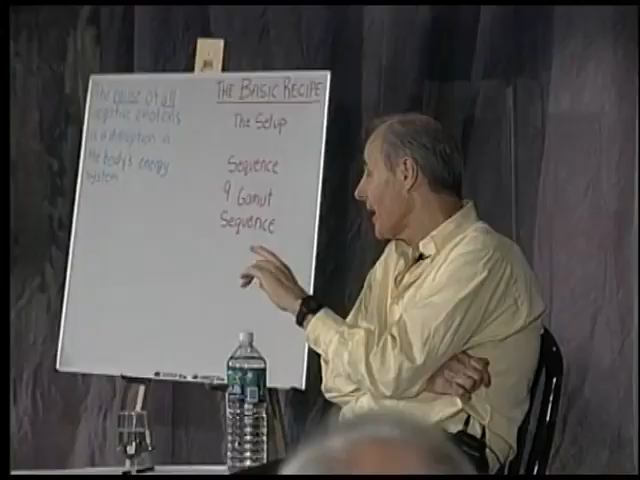 The cause of all
negative emotions
is a disruption in
the body's energy
system
THE BASIC RECIPE
The Setup
Sequence
9 Gamut
Sequence